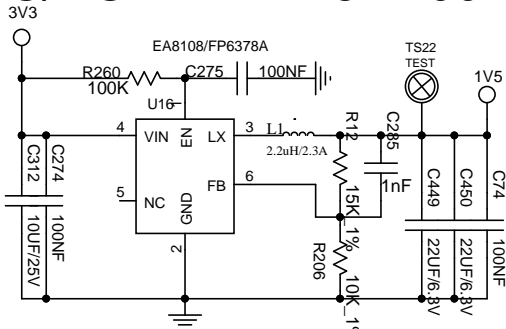 3V3
EA8108/FP6378A
TS22
TEST
R260
100K
C275
100NF
1V5
U16
4
VIN
EN
LX
3
L1
2.2uH/2.3A
R12
15K_1%
C285
1nF
5
NC
FB
6
GND
2
C312
10UF/25V
C274
100NF
R206
10K_1%
C449
22UF/6.3V
C450
22UF/6.3V
C74
100NF